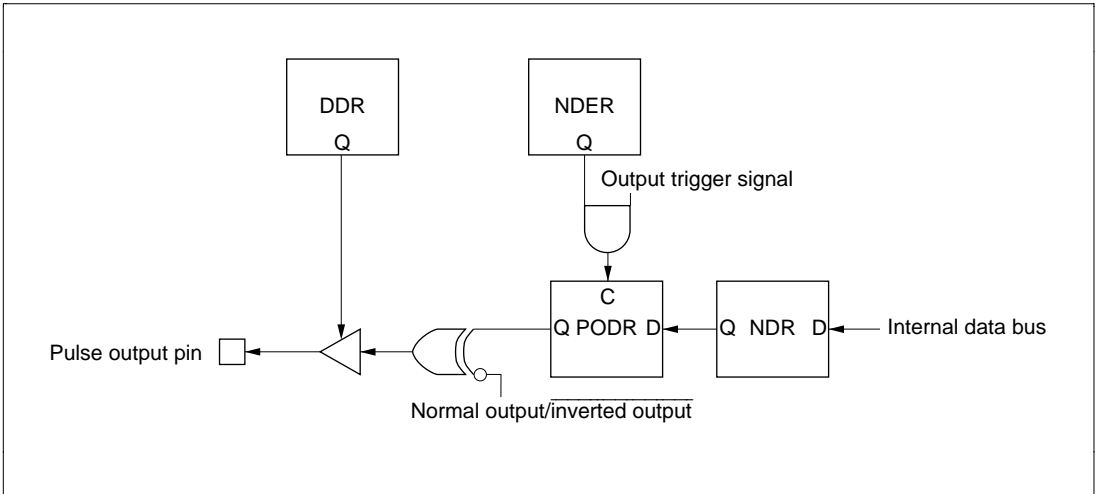 DDR
Q
NDER
Q
Output trigger signal
C
Q PODR D
Q NDR D
Internal data bus
Pulse output pin
Normal output/inverted output